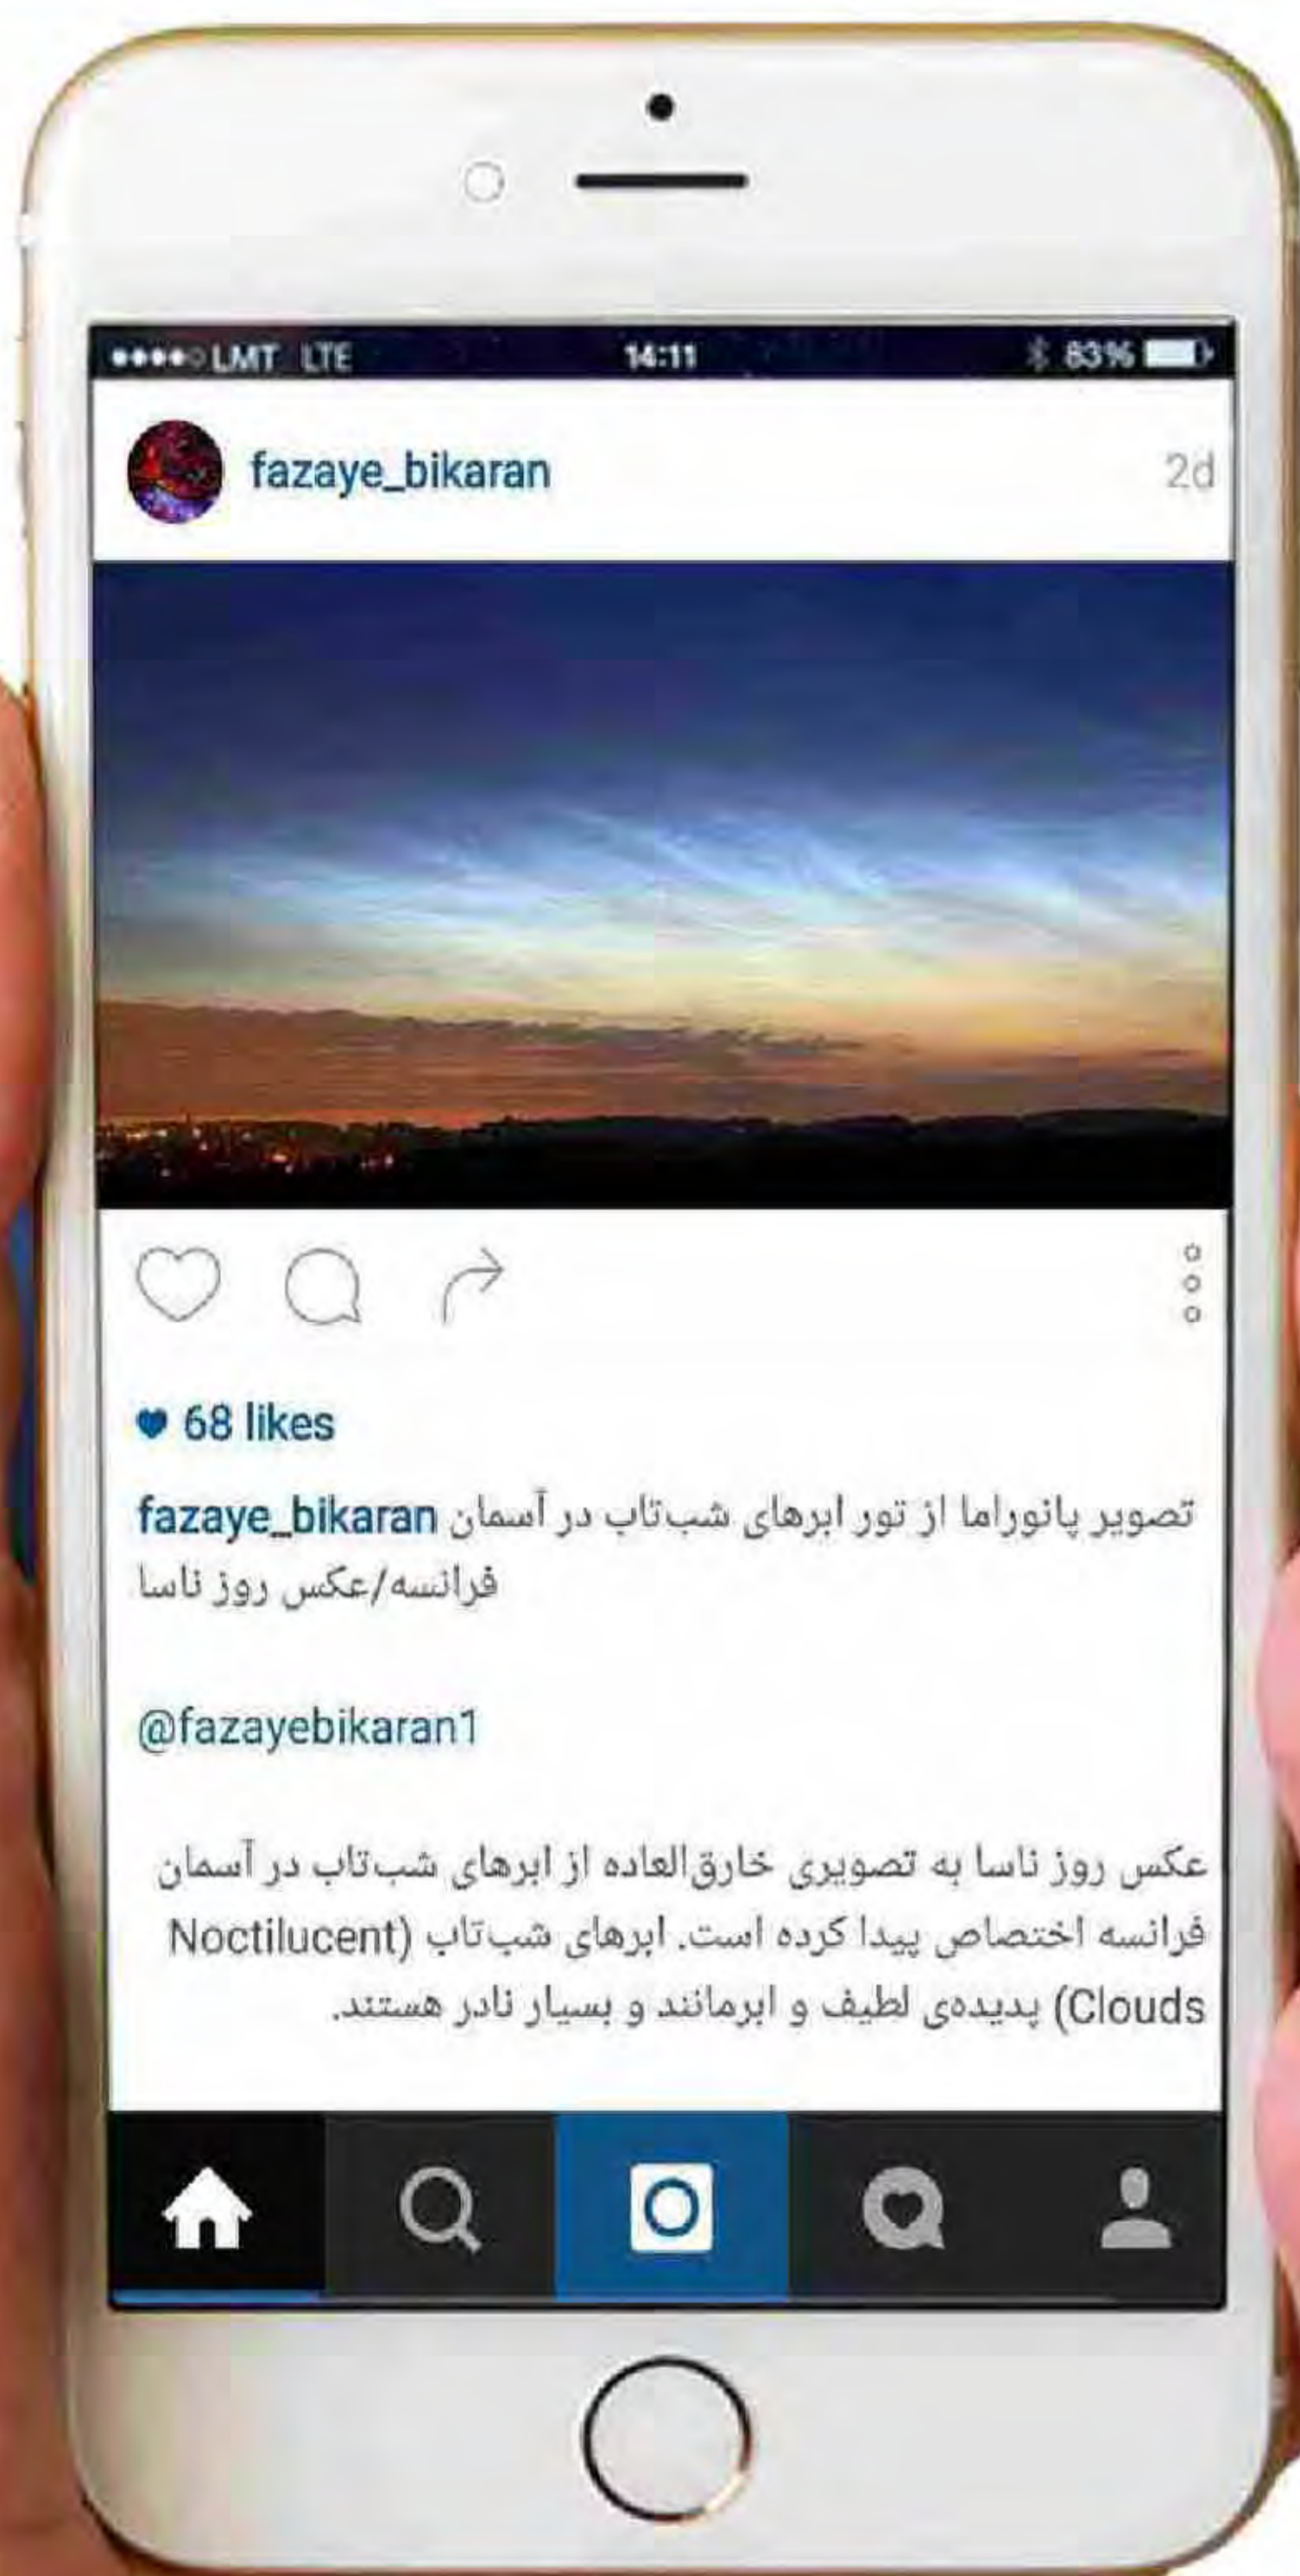 LMT LTE 14:11 83%
fazaye_bikaran 2d
68 likes
fazaye_bikaran تصویر پانوراما از تور ابرهای شب‌تاب در آسمان
فرانسه/عکس روز ناسا
@fazayebikaran1
عکس روز ناسا به تصویری خارق‌العاده از ابرهای شب‌تاب در آسمان
فرانسه اختصاص پیدا کرده است. ابرهای شب‌تاب (Noctilucent
Clouds) پدیده‌ی لطیف و ابرمانند و بسیار نادر هستند.